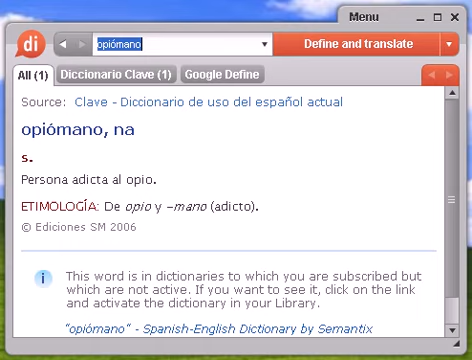 Menu
di
opiómano
Define and translate
All (1)
Diccionario Clave (1)
Google Define
Source: Clave - Diccionario de uso del español actual
opiómano, na
s.
Persona adicta al opio.
ETIMOLOGÍA: De opio y –mano (adicto).
© Ediciones SM 2006
i
This word is in dictionaries to which you are subscribed but
which are not active. If you want to see it, click on the link
and activate the dictionary in your Library.
"opiómano" - Spanish-English Dictionary by Semantix